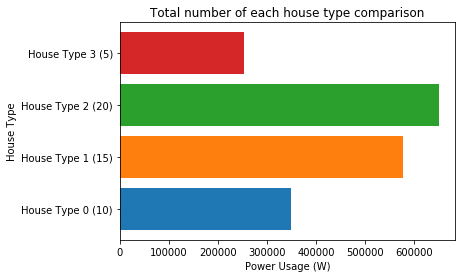 Total number of each house type comparison
House Type
House Type 3 (5)
House Type 2 (20)
House Type 1 (15)
House Type 0 (10)
0 100000 200000 300000 400000 500000 600000
Power Usage (W)